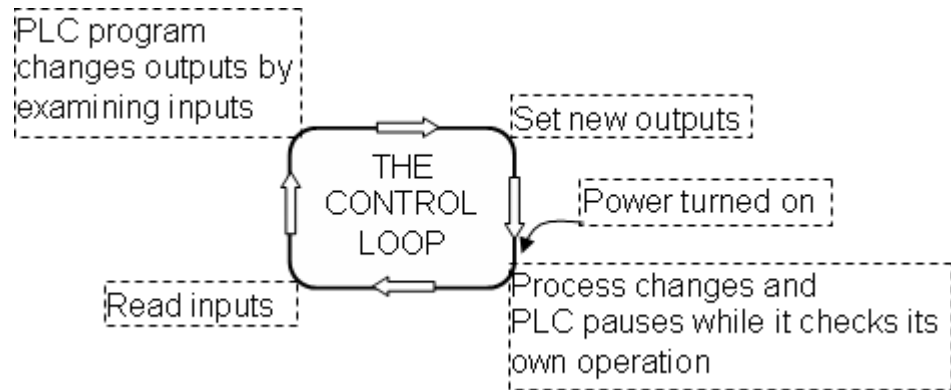 PLC program
changes outputs by
examining inputs
Set new outputs
THE
CONTROL
LOOP
Power turned on
Read inputs
Process changes and
PLC pauses while it checks its
own operation